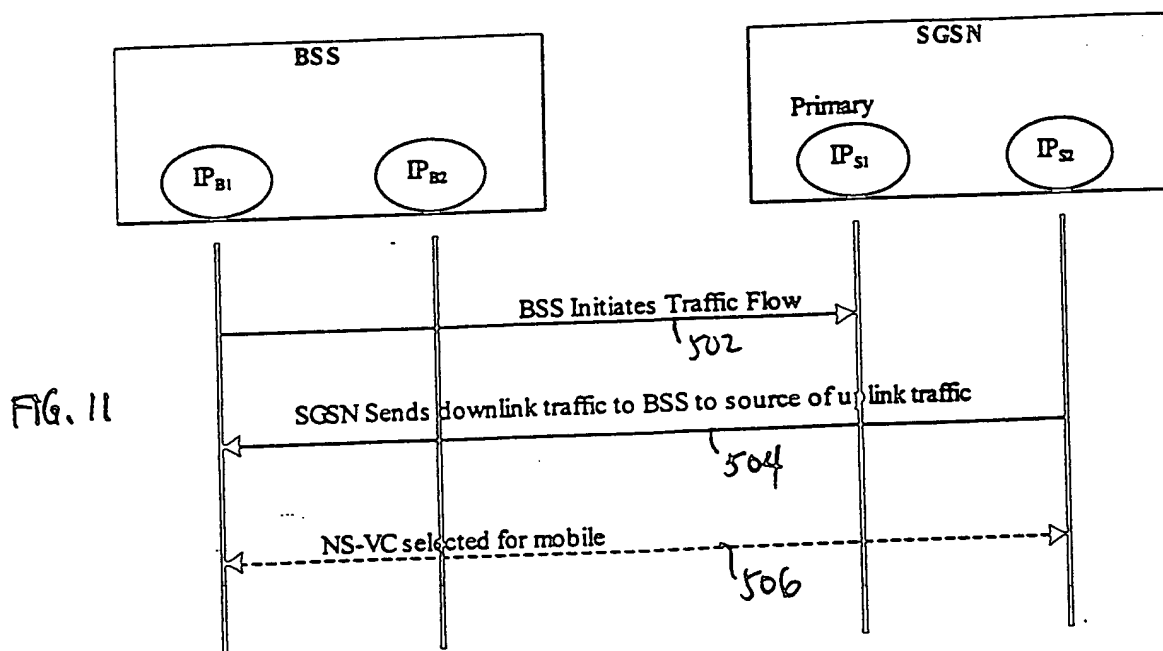 BSS
SGSN
Primary
IPB1
IPB2
IPS1
IPS2
BSS Initiates Traffic Flow
502
FIG. 11
SGSN Sends downlink traffic to BSS to source of uplink traffic
504
NS-VC selected for mobile
506